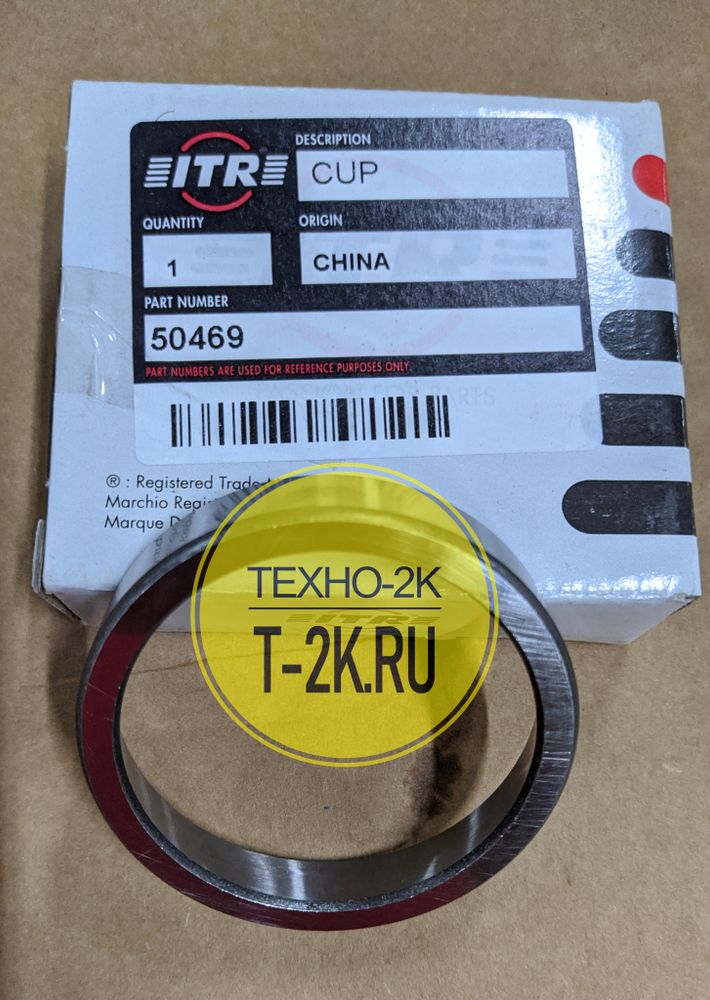 DESCRIPTION
ITR
CUP
QUANTITY
ORIGIN
1
CHINA
PART NUMBER
50469
PART NUMBERS ARE USED FOR REFERENCE PURPOSES ONLY
PARTS
® : Registered Trade
Marchio Regi
Marque D
ТЕХНО-2К
ITR
T-2K.RU